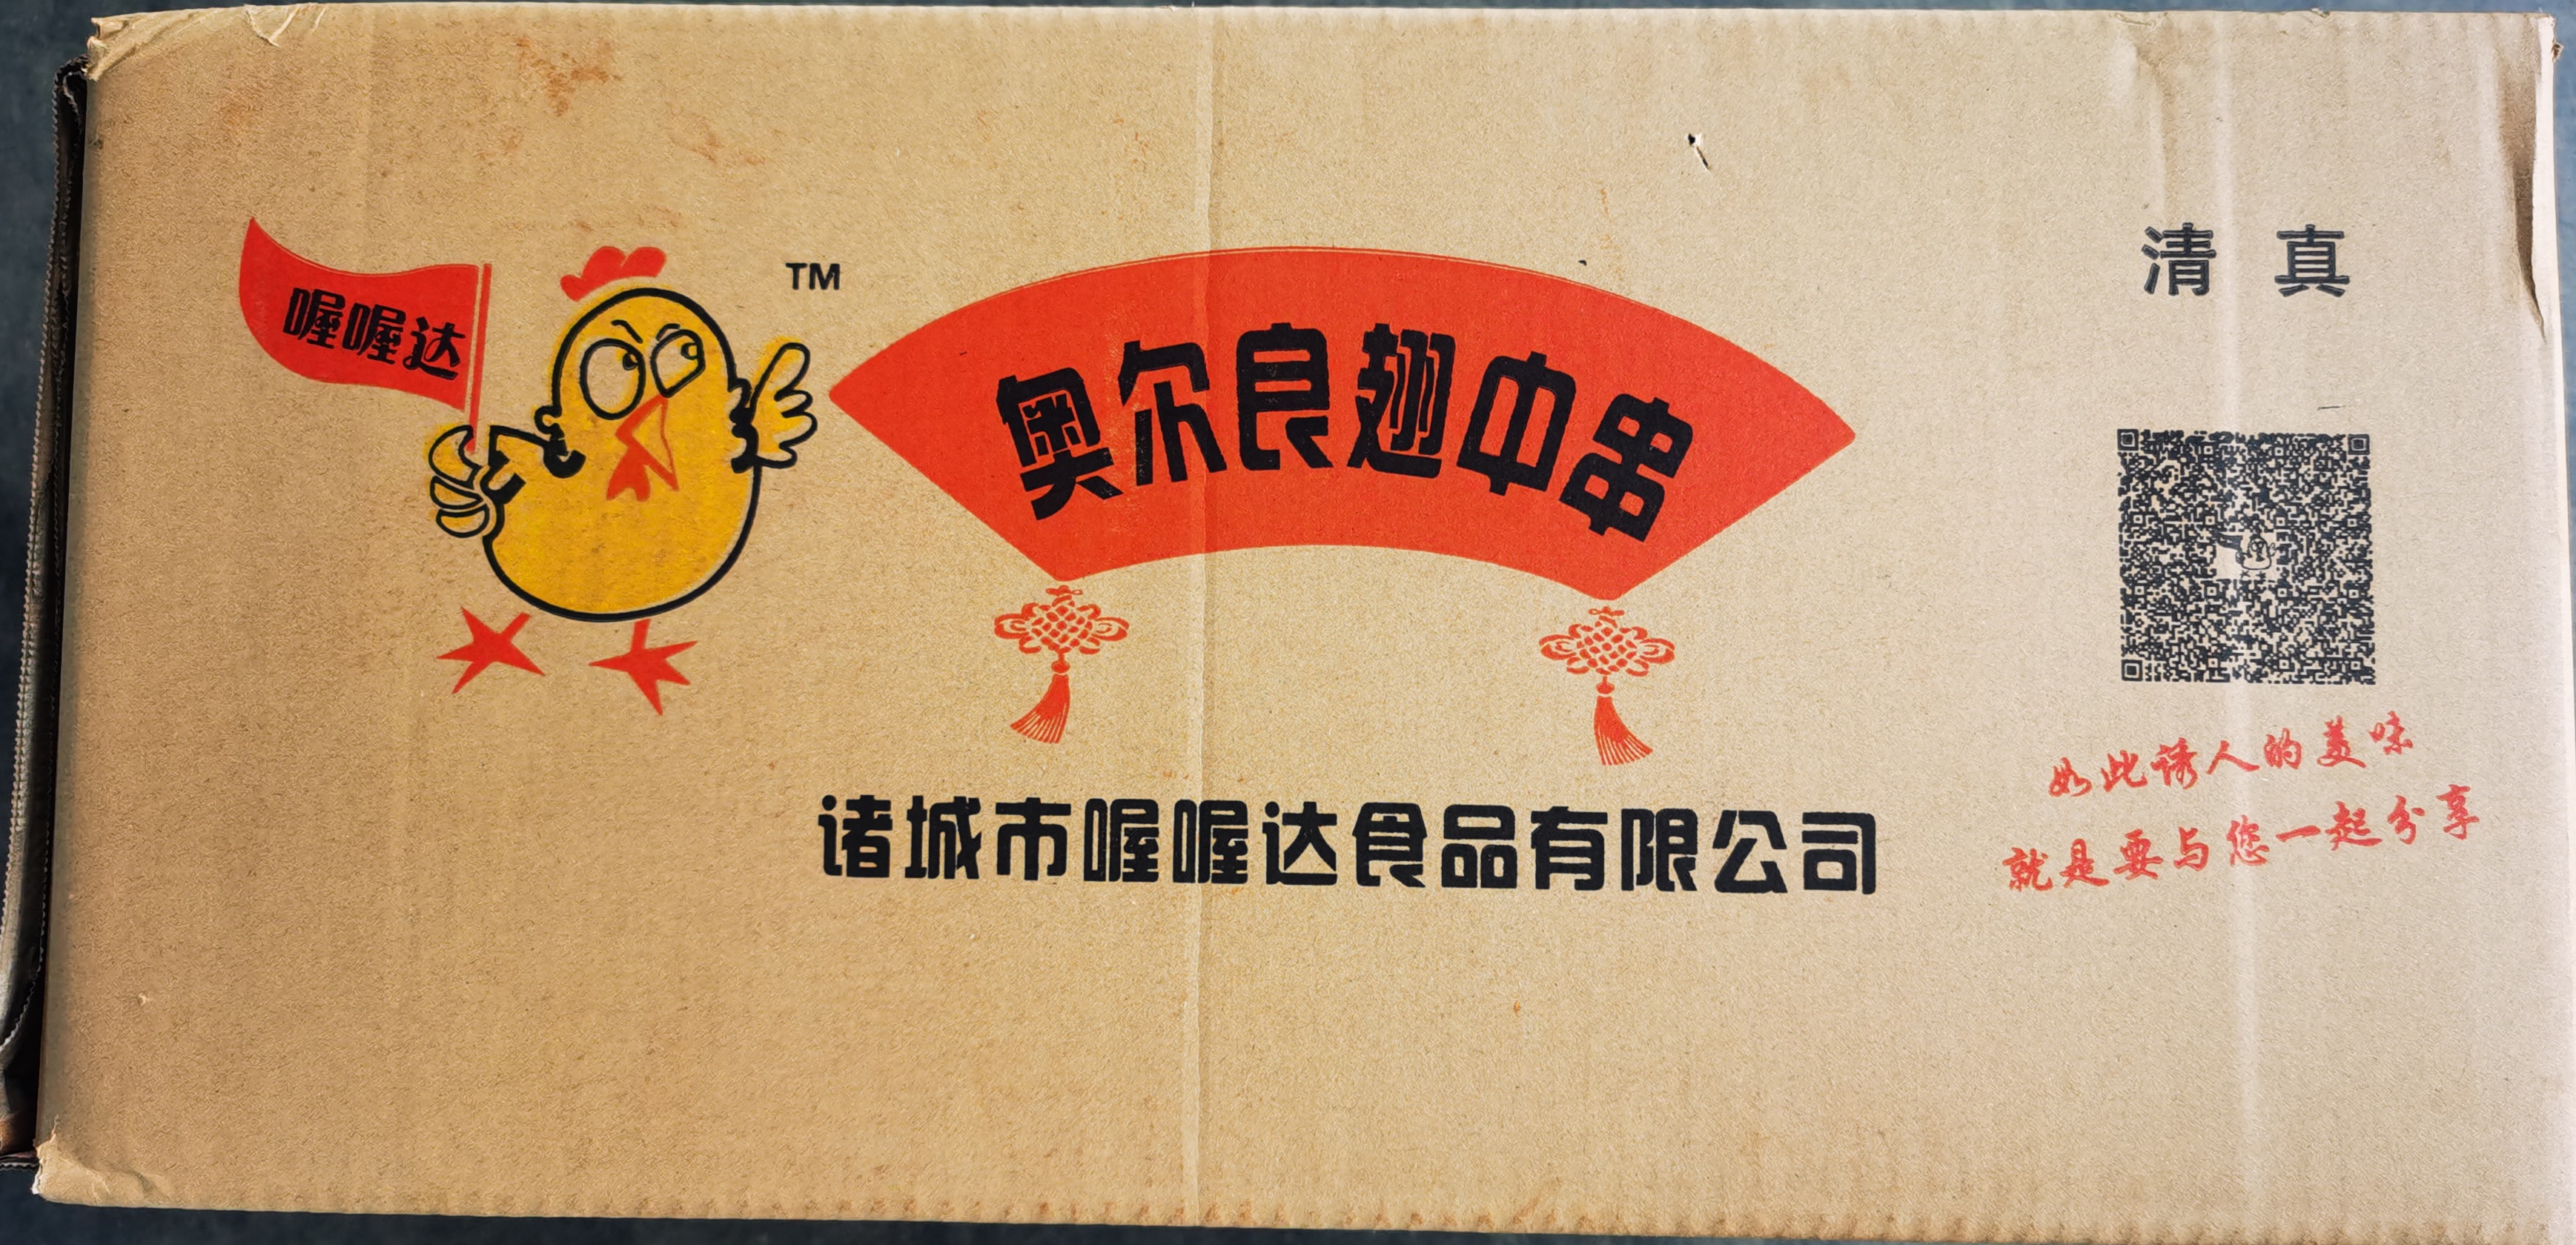 喔喔达
TM
奥尔良翅中串
诸城市喔喔达食品有限公司
清真
如此诱人的美味
就是要与您一起分享